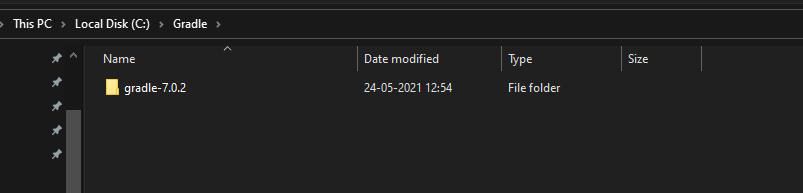 This PC > Local Disk (C:) > Gradle >
Name Date modified Type Size
gradle-7.0.2 24-05-2021 12:54 File folder